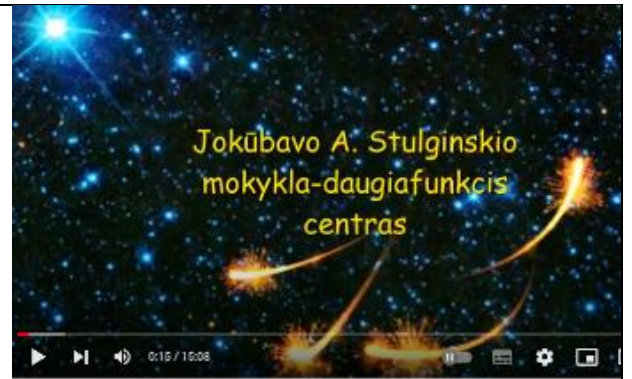 Jokūbavo A. Stulginskio
mokykla-daugiafunkcis
centras
0:15 / 15:08